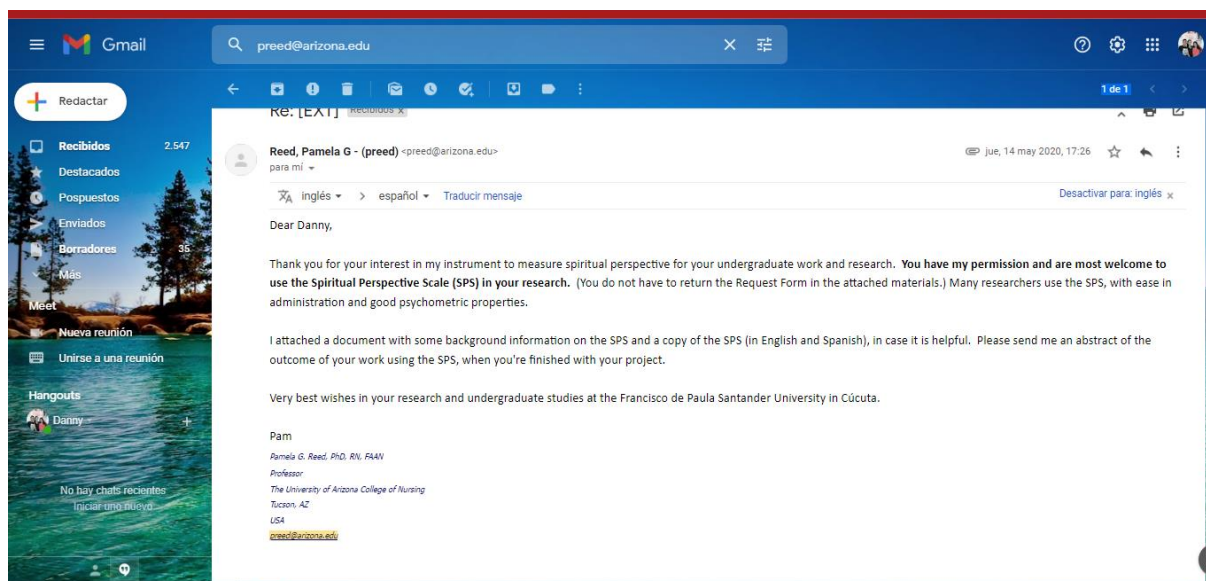 Gmail
preed@arizona.edu
Redactar
1 de 1
Re: [EXT] Recibidos x
Recibidos 2.547
Destacados
Pospuestos
Enviados
Borradores 35
Más
Meet
Nueva reunión
Unirse a una reunión
Hangouts
Danny
No hay chats recientes
Iniciar uno nuevo
Reed, Pamela G - (preed) <preed@arizona.edu>
jue, 14 may 2020, 17:26
para mí
inglés > español Traducir mensaje
Desactivar para: inglés x
Dear Danny,
Thank you for your interest in my instrument to measure spiritual perspective for your undergraduate work and research. You have my permission and are most welcome to
use the Spiritual Perspective Scale (SPS) in your research. (You do not have to return the Request Form in the attached materials.) Many researchers use the SPS, with ease in
administration and good psychometric properties.
I attached a document with some background information on the SPS and a copy of the SPS (in English and Spanish), in case it is helpful. Please send me an abstract of the
outcome of your work using the SPS, when you're finished with your project.
Very best wishes in your research and undergraduate studies at the Francisco de Paula Santander University in Cúcuta.
Pam
Pamela G. Reed, PhD, RN, FAAN
Professor
The University of Arizona College of Nursing
Tucson, AZ
USA
preed@arizona.edu